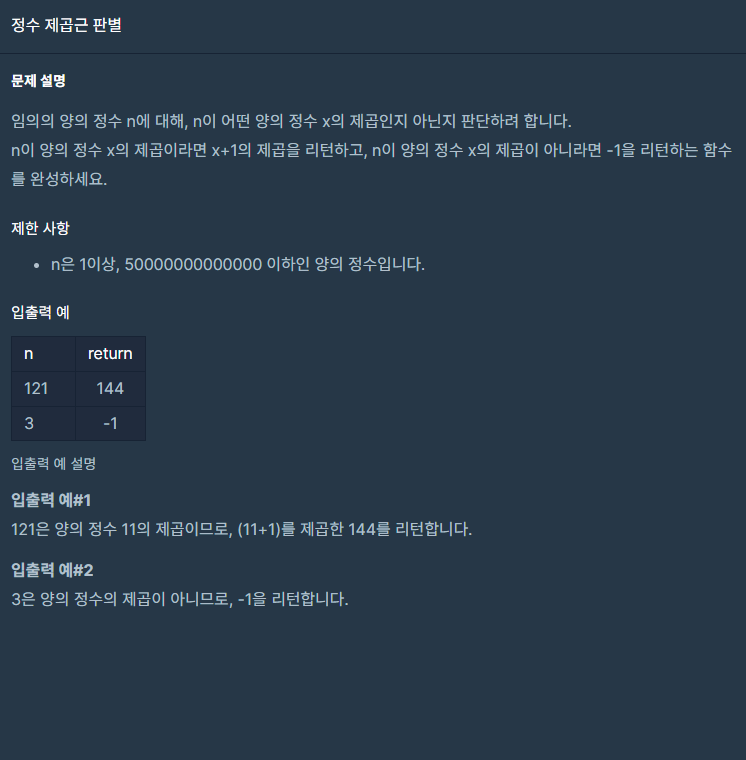 정수 제곱근 판별
문제 설명
임의의 양의 정수 n에 대해, n이 어떤 양의 정수 x의 제곱인지 아닌지 판단하려 합니다.
n이 양의 정수 x의 제곱이라면 x+1의 제곱을 리턴하고, n이 양의 정수 x의 제곱이 아니라면 -1을 리턴하는 함수
를 완성하세요.
제한 사항
• n은 1이상, 50000000000000 이하인 양의 정수입니다.
입출력 예
n return
121 144
3 -1
입출력 예 설명
입출력 예#1
121은 양의 정수 11의 제곱이므로, (11+1)를 제곱한 144를 리턴합니다.
입출력 예#2
3은 양의 정수의 제곱이 아니므로, -1을 리턴합니다.